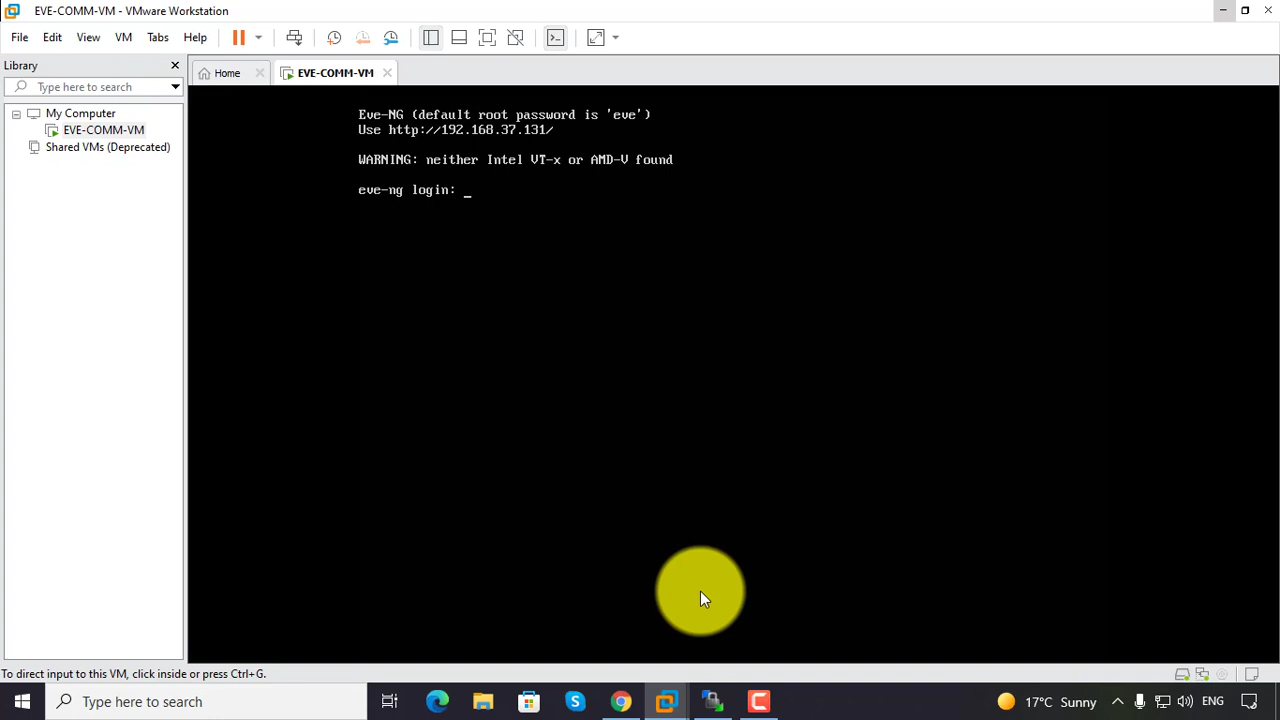 EVE-COMM-VM - VMware Workstation
File Edit View VM Tabs Help
Library
Type here to search
My Computer
EVE-COMM-VM
Shared VMs (Deprecated)
Home EVE-COMM-VM
Eve-NG (default root password is 'eve')
Use http://192.168.37.131/
WARNING: neither Intel VT-x or AMD-V found
eve-ng login: _
To direct input to this VM, click inside or press Ctrl+G.
Type here to search
17°C Sunny
ENG